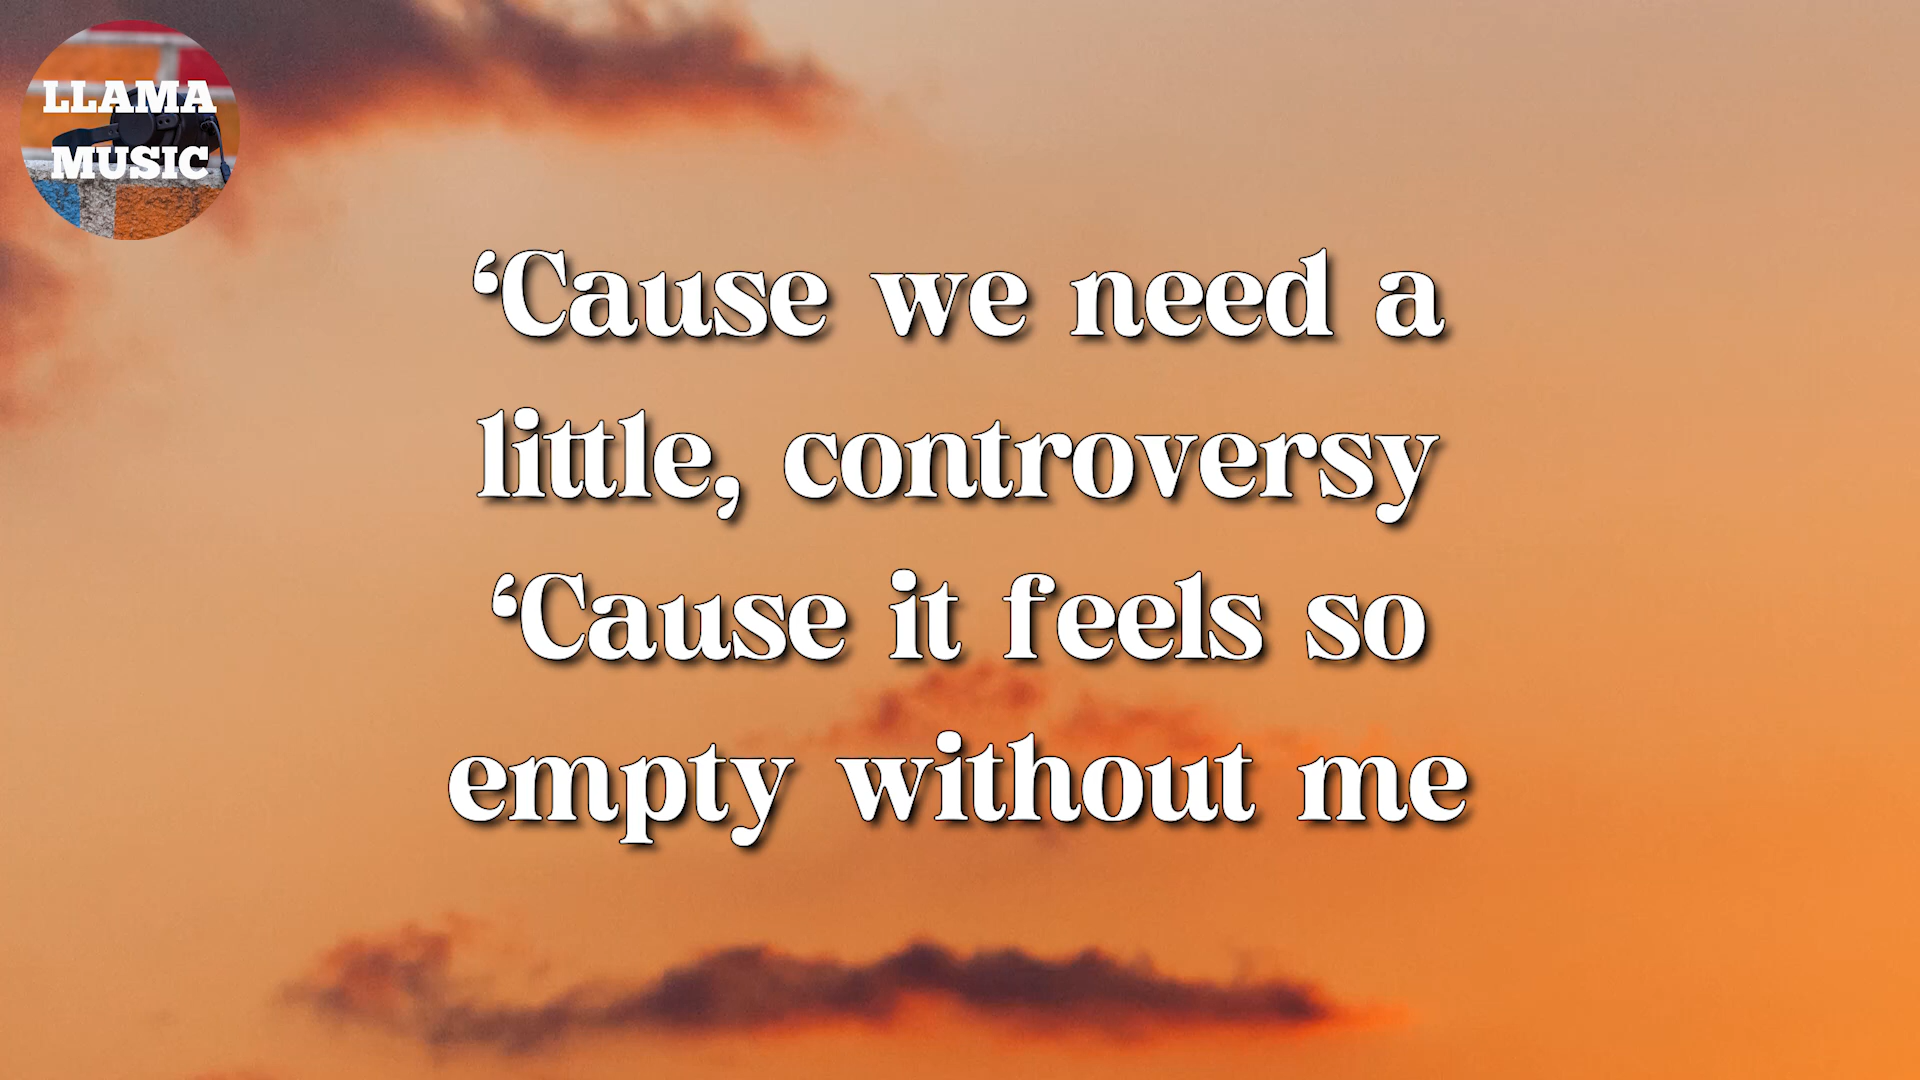 LLAMA
MUSIC
‘Cause we need a
little, controversy
‘Cause it feels so
empty without me